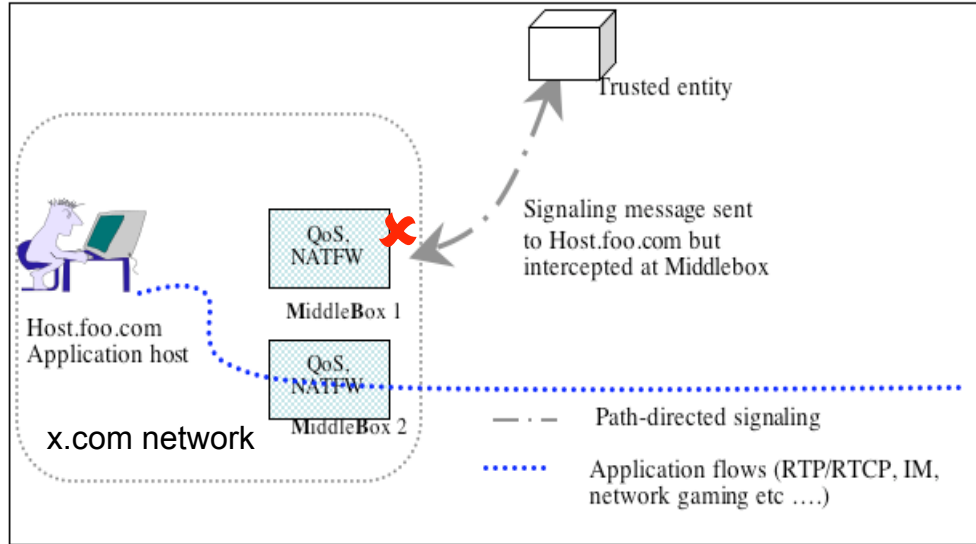 Trusted entity
Signaling message sent
to Host.foo.com but
intercepted at Middlebox
QoS,
NATFW
MiddleBox 1
Host.foo.com
Application host
QoS,
NATFW
MiddleBox 2
x.com network
Path-directed signaling
Application flows (RTP/RTCP, IM,
network gaming etc ….)